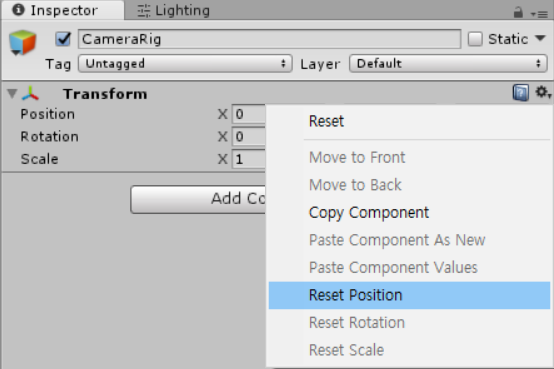 Inspector Lighting
CameraRig Static
Tag Untagged Layer Default
Transform
Position X 0
Rotation X 0
Scale X 1
Add Co
Reset
Move to Front
Move to Back
Copy Component
Paste Component As New
Paste Component Values
Reset Position
Reset Rotation
Reset Scale